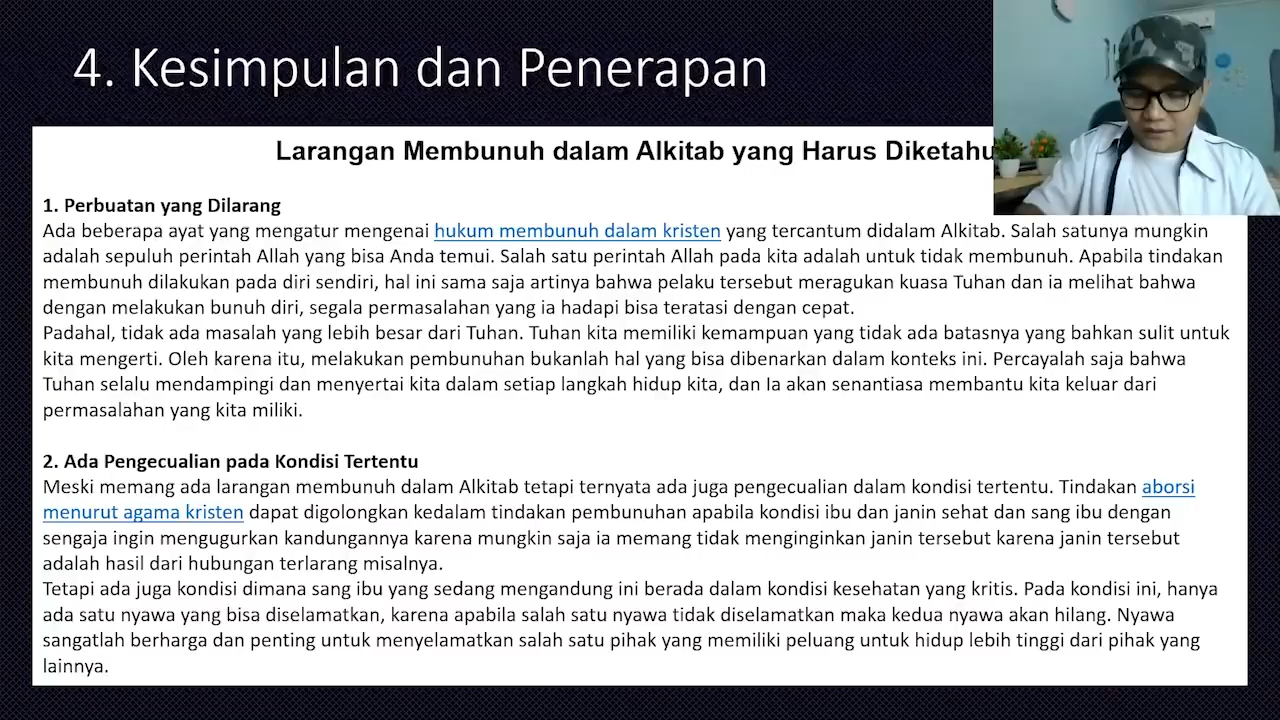 4. Kesimpulan dan Penerapan
Larangan Membunuh dalam Alkitab yang Harus Diketahu
1. Perbuatan yang Dilarang
Ada beberapa ayat yang mengatur mengenai hukum membunuh dalam kristen yang tercantum didalam Alkitab. Salah satunya mungkin
adalah sepuluh perintah Allah yang bisa Anda temui. Salah satu perintah Allah pada kita adalah untuk tidak membunuh. Apabila tindakan
membunuh dilakukan pada diri sendiri, hal ini sama saja artinya bahwa pelaku tersebut meragukan kuasa Tuhan dan ia melihat bahwa
dengan melakukan bunuh diri, segala permasalahan yang ia hadapi bisa teratasi dengan cepat.
Padahal, tidak ada masalah yang lebih besar dari Tuhan. Tuhan kita memiliki kemampuan yang tidak ada batasnya yang bahkan sulit untuk
kita mengerti. Oleh karena itu, melakukan pembunuhan bukanlah hal yang bisa dibenarkan dalam konteks ini. Percayalah saja bahwa
Tuhan selalu mendampingi dan menyertai kita dalam setiap langkah hidup kita, dan Ia akan senantiasa membantu kita keluar dari
permasalahan yang kita miliki.
2. Ada Pengecualian pada Kondisi Tertentu
Meski memang ada larangan membunuh dalam Alkitab tetapi ternyata ada juga pengecualian dalam kondisi tertentu. Tindakan aborsi
menurut agama kristen dapat digolongkan kedalam tindakan pembunuhan apabila kondisi ibu dan janin sehat dan sang ibu dengan
sengaja ingin mengugurkan kandungannya karena mungkin saja ia memang tidak menginginkan janin tersebut karena janin tersebut
adalah hasil dari hubungan terlarang misalnya.
Tetapi ada juga kondisi dimana sang ibu yang sedang mengandung ini berada dalam kondisi kesehatan yang kritis. Pada kondisi ini, hanya
ada satu nyawa yang bisa diselamatkan, karena apabila salah satu nyawa tidak diselamatkan maka kedua nyawa akan hilang. Nyawa
sangatlah berharga dan penting untuk menyelamatkan salah satu pihak yang memiliki peluang untuk hidup lebih tinggi dari pihak yang
lainnya.